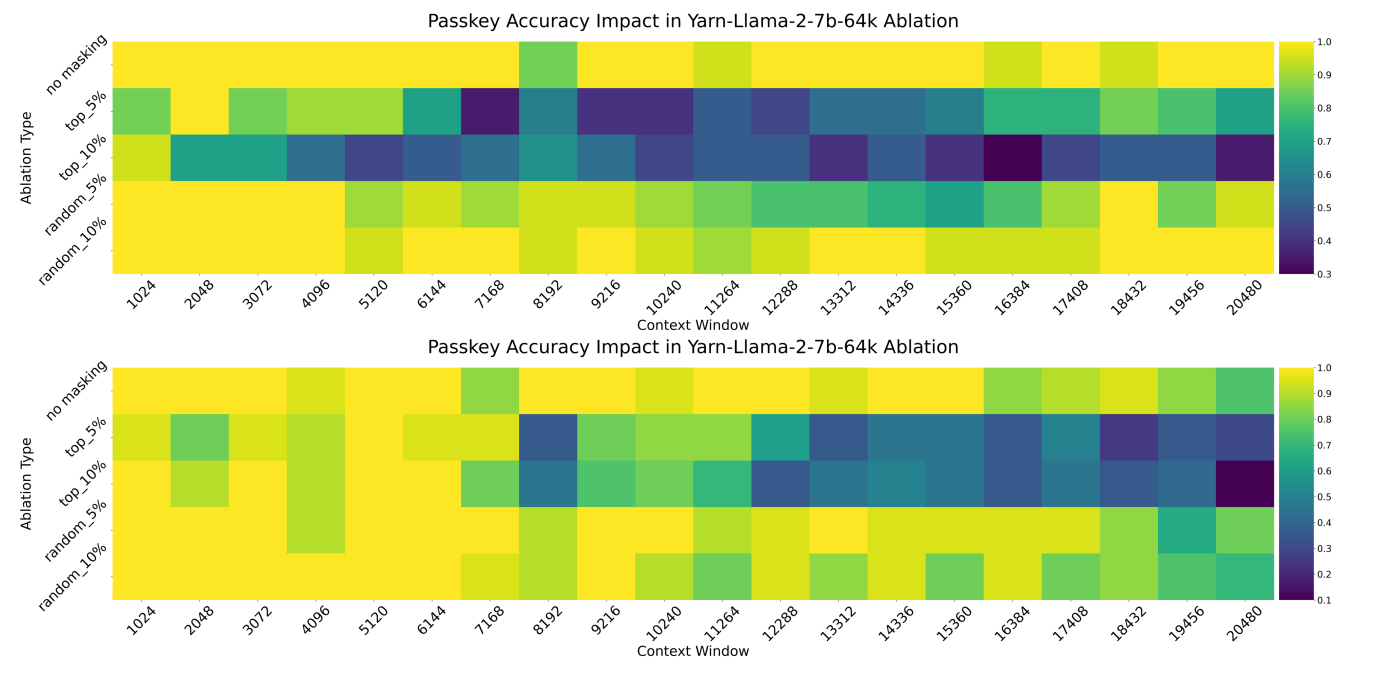 Passkey Accuracy Impact in Yarn-Llama-2-7b-64k Ablation
Ablation Type
no masking
top_5%
top_10%
random_5%
random_10%
1.0
0.9
0.8
0.7
0.6
0.5
0.4
0.3
1024 2048 3072 4096 5120 6144 7168 8192 9216 10240 11264 12288 13312 14336 15360 16384 17408 18432 19456 20480
Context Window
Passkey Accuracy Impact in Yarn-Llama-2-7b-64k Ablation
Ablation Type
no masking
top_5%
top_10%
random_5%
random_10%
1.0
0.9
0.8
0.7
0.6
0.5
0.4
0.3
0.2
0.1
1024 2048 3072 4096 5120 6144 7168 8192 9216 10240 11264 12288 13312 14336 15360 16384 17408 18432 19456 20480
Context Window